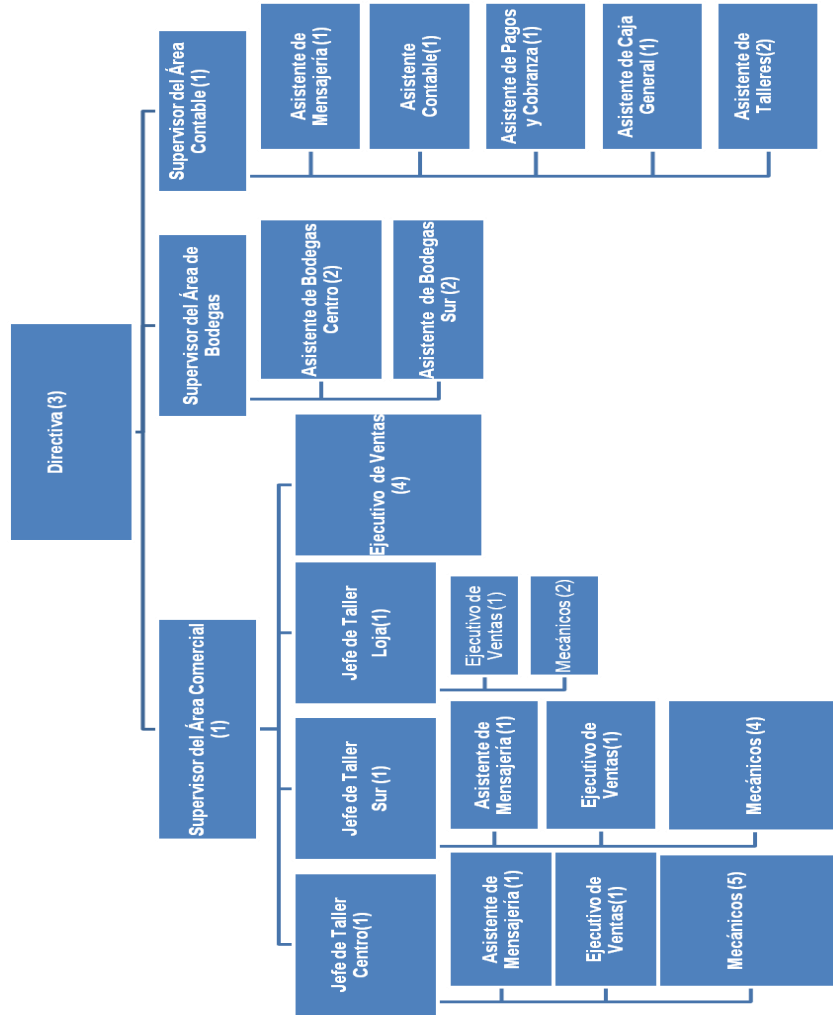 Directiva (3)
Supervisor del Área Comercial
(1)
Jefe de Taller
Centro(1)
Asistente de
Mensajería (1)
Ejecutivo de
Ventas(1)
Mecánicos (5)
Jefe de Taller
Sur (1)
Asistente de
Mensajería (1)
Ejecutivo de
Ventas(1)
Mecánicos (4)
Jefe de Taller
Loja(1)
Ejecutivo de
Ventas (1)
Mecánicos (2)
Ejecutivo de Ventas
(4)
Supervisor del Área de
Bodegas
Asistente de Bodegas
Centro (2)
Asistente de Bodegas
Sur (2)
Supervisor del Área
Contable (1)
Asistente de
Mensajería (1)
Asistente
Contable(1)
Asistente de Pagos
y Cobranza (1)
Asistente de Caja
General (1)
Asistente de
Talleres(2)